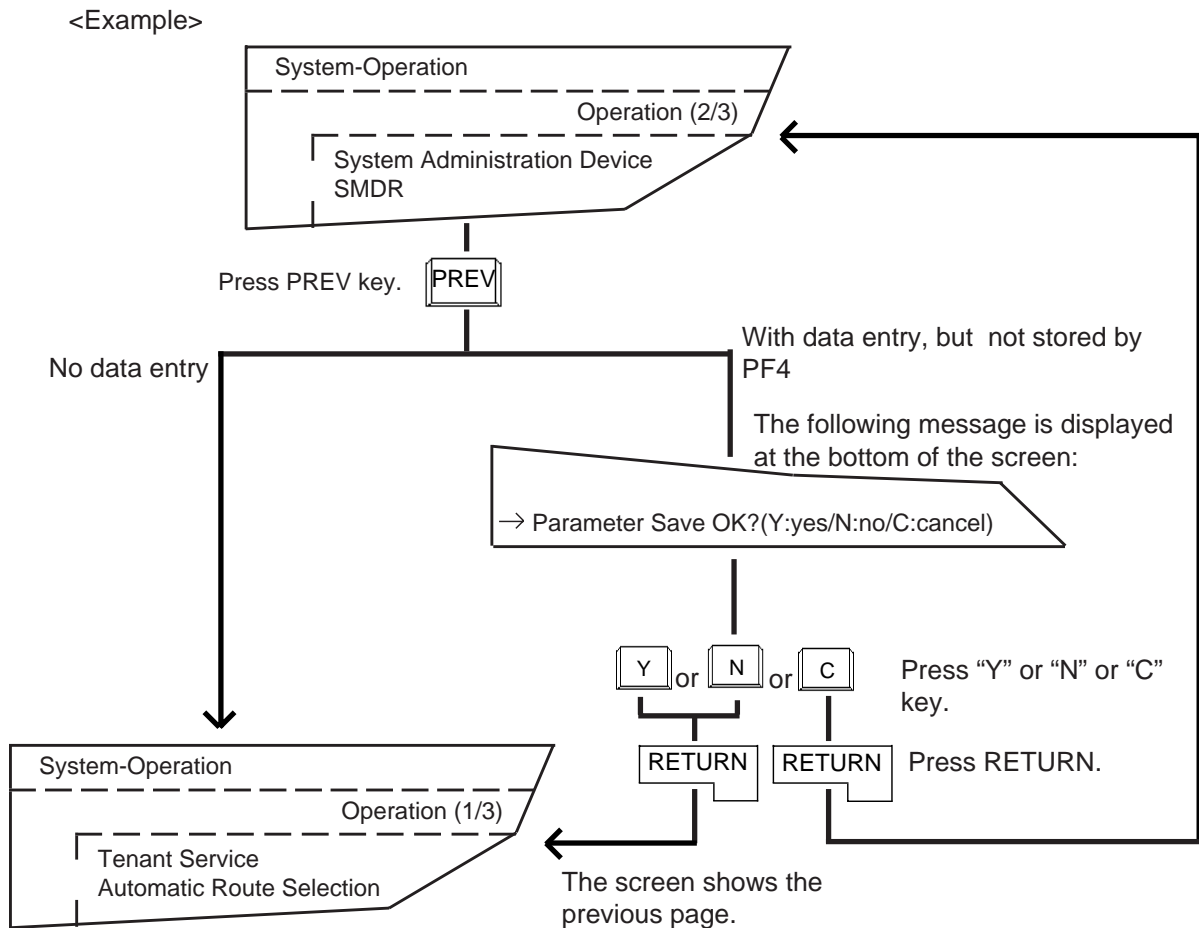 <Example>
System-Operation
Operation (2/3)
System Administration Device
SMDR
Press PREV key.
PREV
No data entry
With data entry, but not stored by
PF4
The following message is displayed
at the bottom of the screen:
→ Parameter Save OK?(Y:yes/N:no/C:cancel)
Y or N or C
Press “Y” or “N” or “C”
key.
RETURN RETURN
Press RETURN.
System-Operation
Operation (1/3)
Tenant Service
Automatic Route Selection
The screen shows the
previous page.